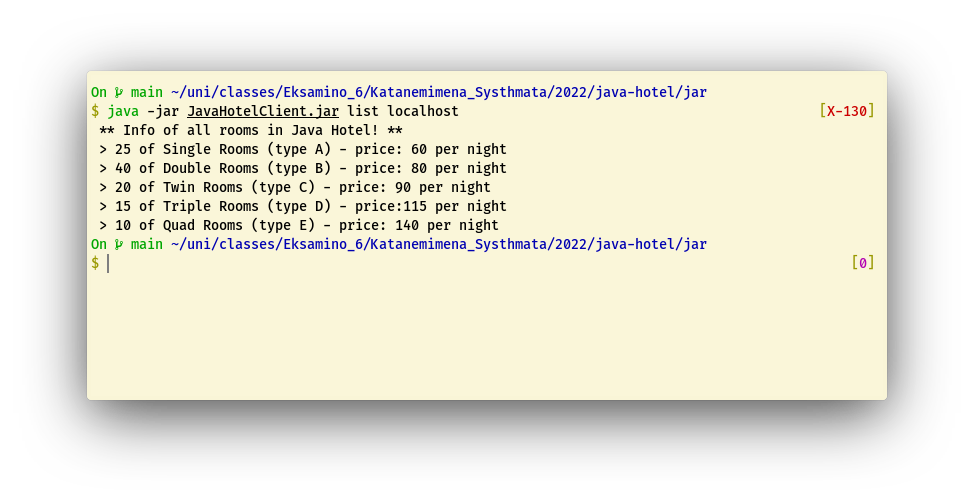 On main ~/uni/classes/Eksamino_6/Katanemimena_Systhmata/2022/java-hotel/jar
$ java -jar JavaHotelClient.jar list localhost [X-130]
** Info of all rooms in Java Hotel! **
> 25 of Single Rooms (type A) - price: 60 per night
> 40 of Double Rooms (type B) - price: 80 per night
> 20 of Twin Rooms (type C) - price: 90 per night
> 15 of Triple Rooms (type D) - price:115 per night
> 10 of Quad Rooms (type E) - price: 140 per night
On main ~/uni/classes/Eksamino_6/Katanemimena_Systhmata/2022/java-hotel/jar
$ [0]